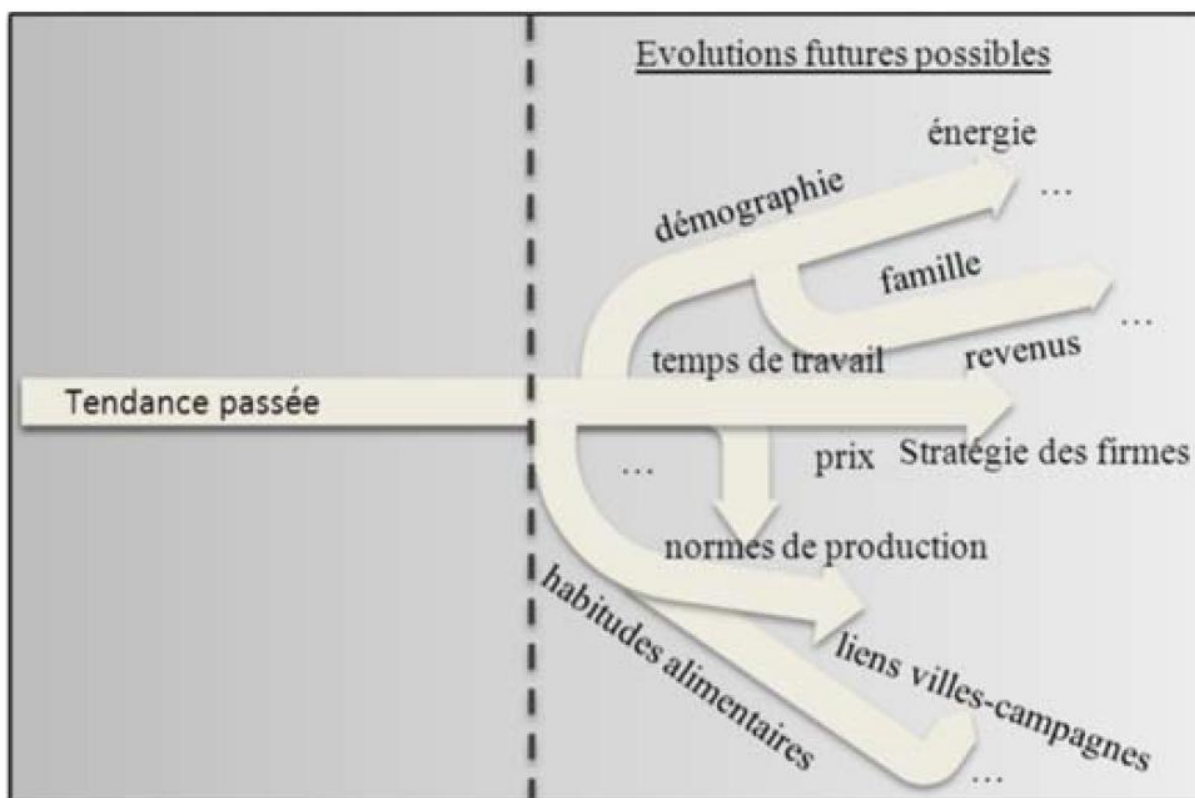 Evolutions futures possibles
énergie
démographie
...
famille
...
temps de travail
revenus
Tendance passée
...
prix
Stratégie des firmes
normes de production
habitudes alimentaires
liens villes-campagnes
...